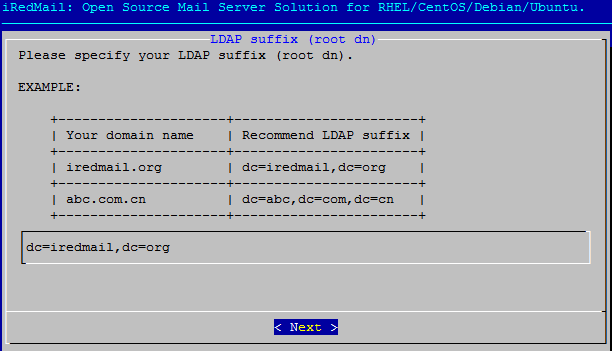 iRedMail: Open Source Mail Server Solution for RHEL/CentOS/Debian/Ubuntu.
LDAP suffix (root dn)
Please specify your LDAP suffix (root dn).
EXAMPLE:
+---------------------+-----------------------+
| Your domain name | Recommend LDAP suffix |
+---------------------+-----------------------+
| iredmail.org | dc=iredmail,dc=org |
+---------------------+-----------------------+
| abc.com.cn | dc=abc,dc=com,dc=cn |
+---------------------+-----------------------+
dc=iredmail,dc=org
< Next >